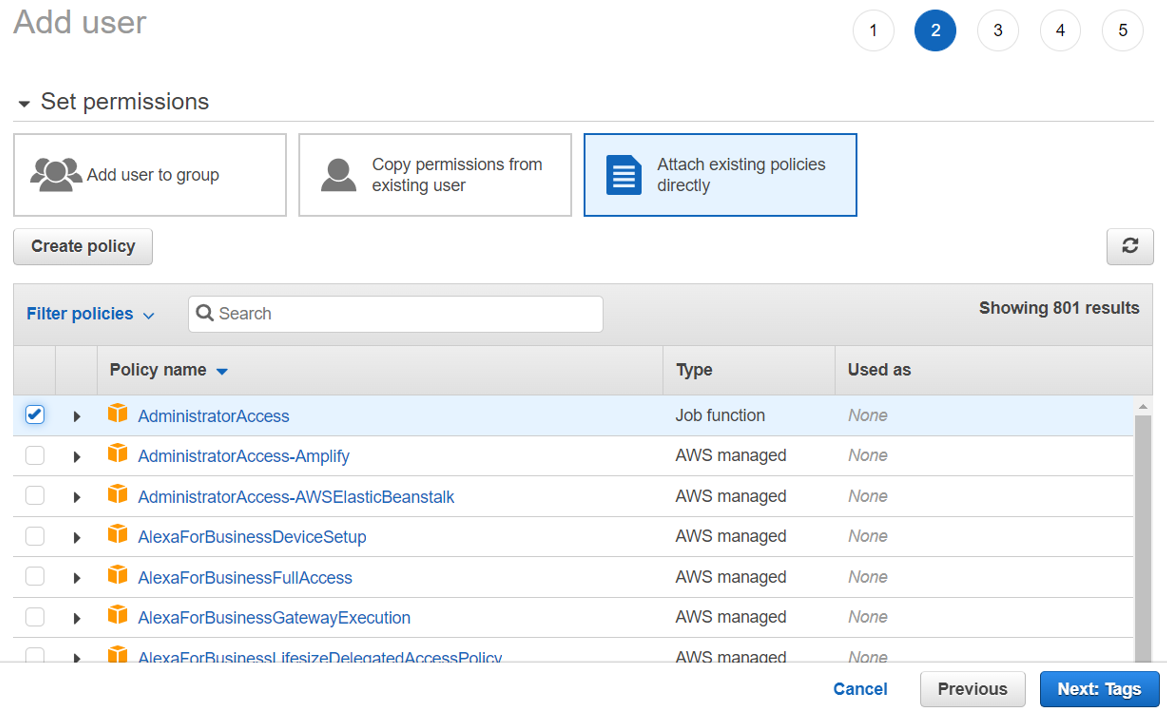 Add user
1 2 3 4 5
Set permissions
Add user to group
Copy permissions from
existing user
Attach existing policies
directly
Create policy
Filter policies
Search
Showing 801 results
Policy name Type Used as
AdministratorAccess Job function None
AdministratorAccess-Amplify AWS managed None
AdministratorAccess-AWSElasticBeanstalk AWS managed None
AlexaForBusinessDeviceSetup AWS managed None
AlexaForBusinessFullAccess AWS managed None
AlexaForBusinessGatewayExecution AWS managed None
AlexaForBusinessLifesizeDelegatedAccessPolicy AWS managed None
Cancel Previous Next: Tags